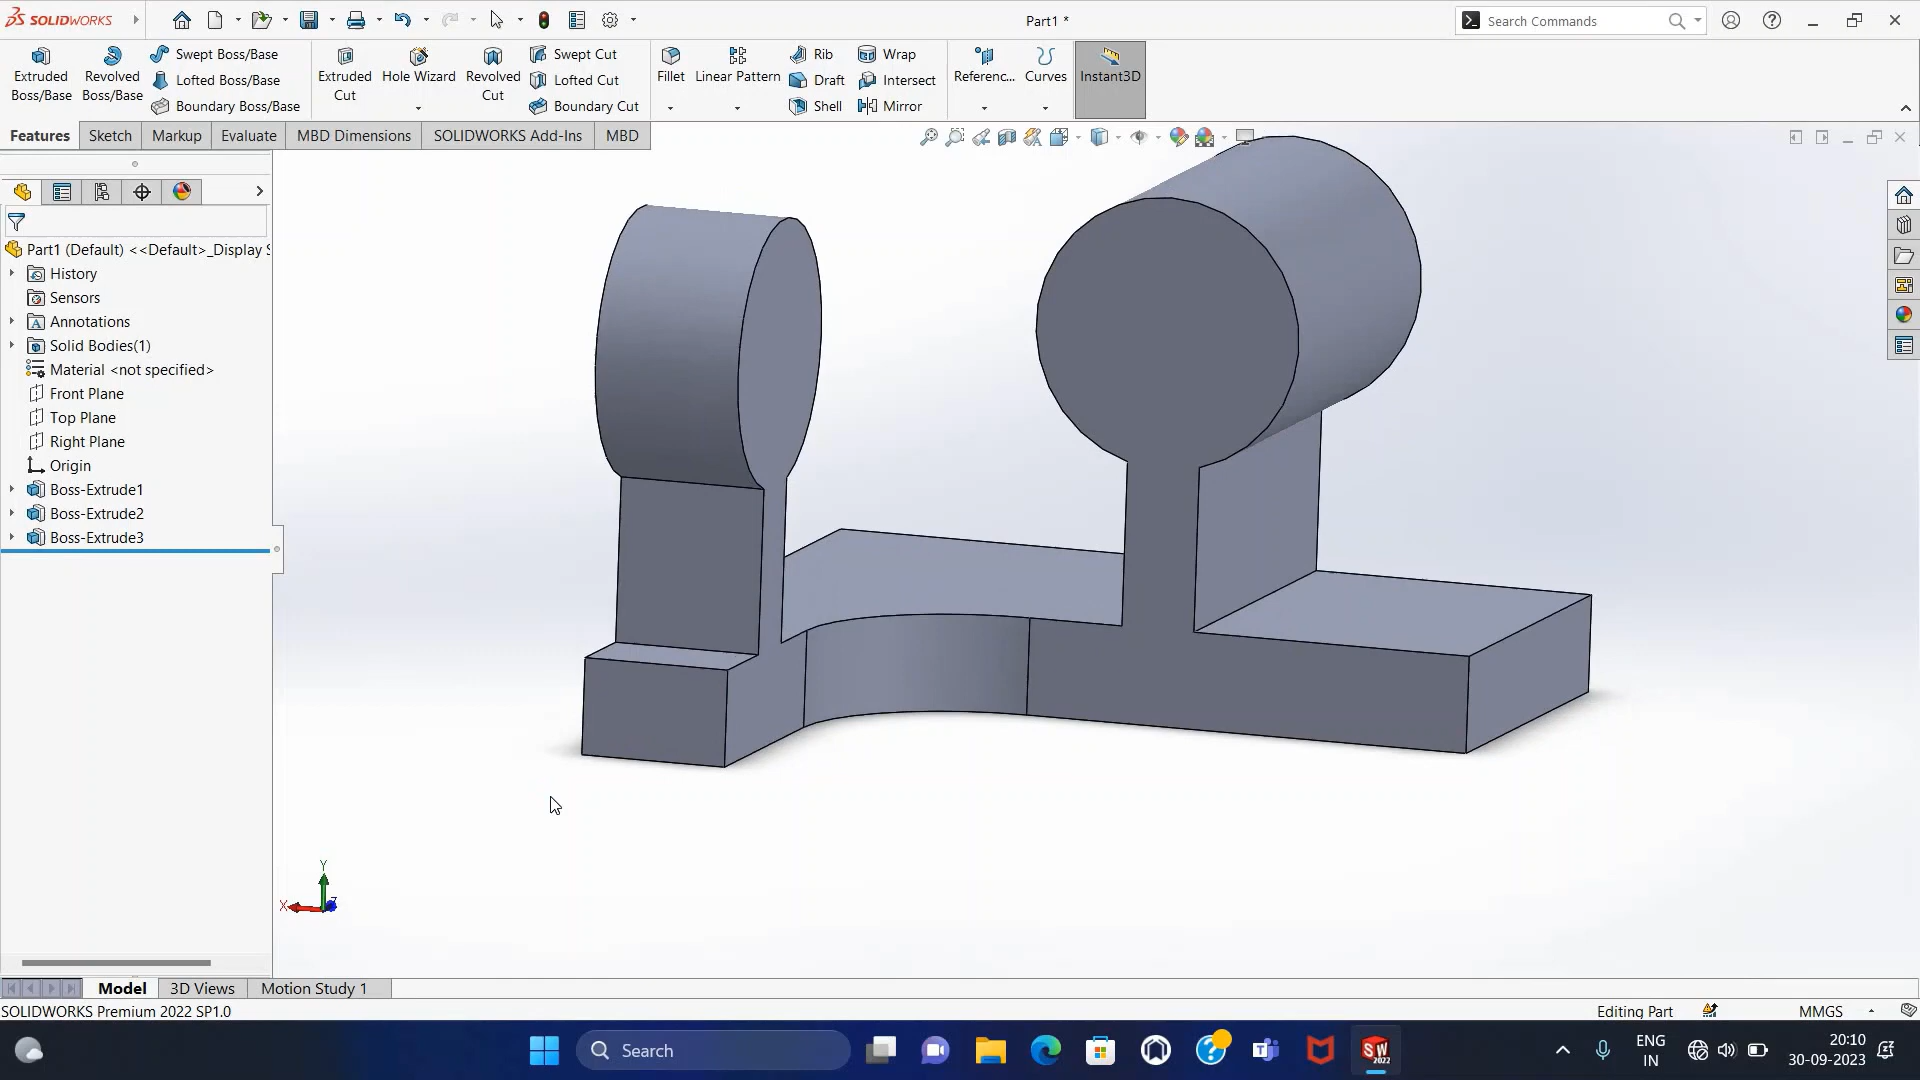 SOLIDWORKS
Part1 *
Search Commands
Extruded Boss/Base
Revolved Boss/Base
Swept Boss/Base
Lofted Boss/Base
Boundary Boss/Base
Extruded Cut
Hole Wizard
Revolved Cut
Swept Cut
Lofted Cut
Boundary Cut
Fillet
Linear Pattern
Rib
Draft
Shell
Wrap
Intersect
Mirror
Referenc...
Curves
Instant3D
Features
Sketch
Markup
Evaluate
MBD Dimensions
SOLIDWORKS Add-Ins
MBD
Part1 (Default) <<Default>_Display S
History
Sensors
Annotations
Solid Bodies(1)
Material <not specified>
Front Plane
Top Plane
Right Plane
Origin
Boss-Extrude1
Boss-Extrude2
Boss-Extrude3
Y
X
Z
Model
3D Views
Motion Study 1
SOLIDWORKS Premium 2022 SP1.0
Editing Part
MMGS
Search
SW
2022
ENG
IN
20:10
30-09-2023